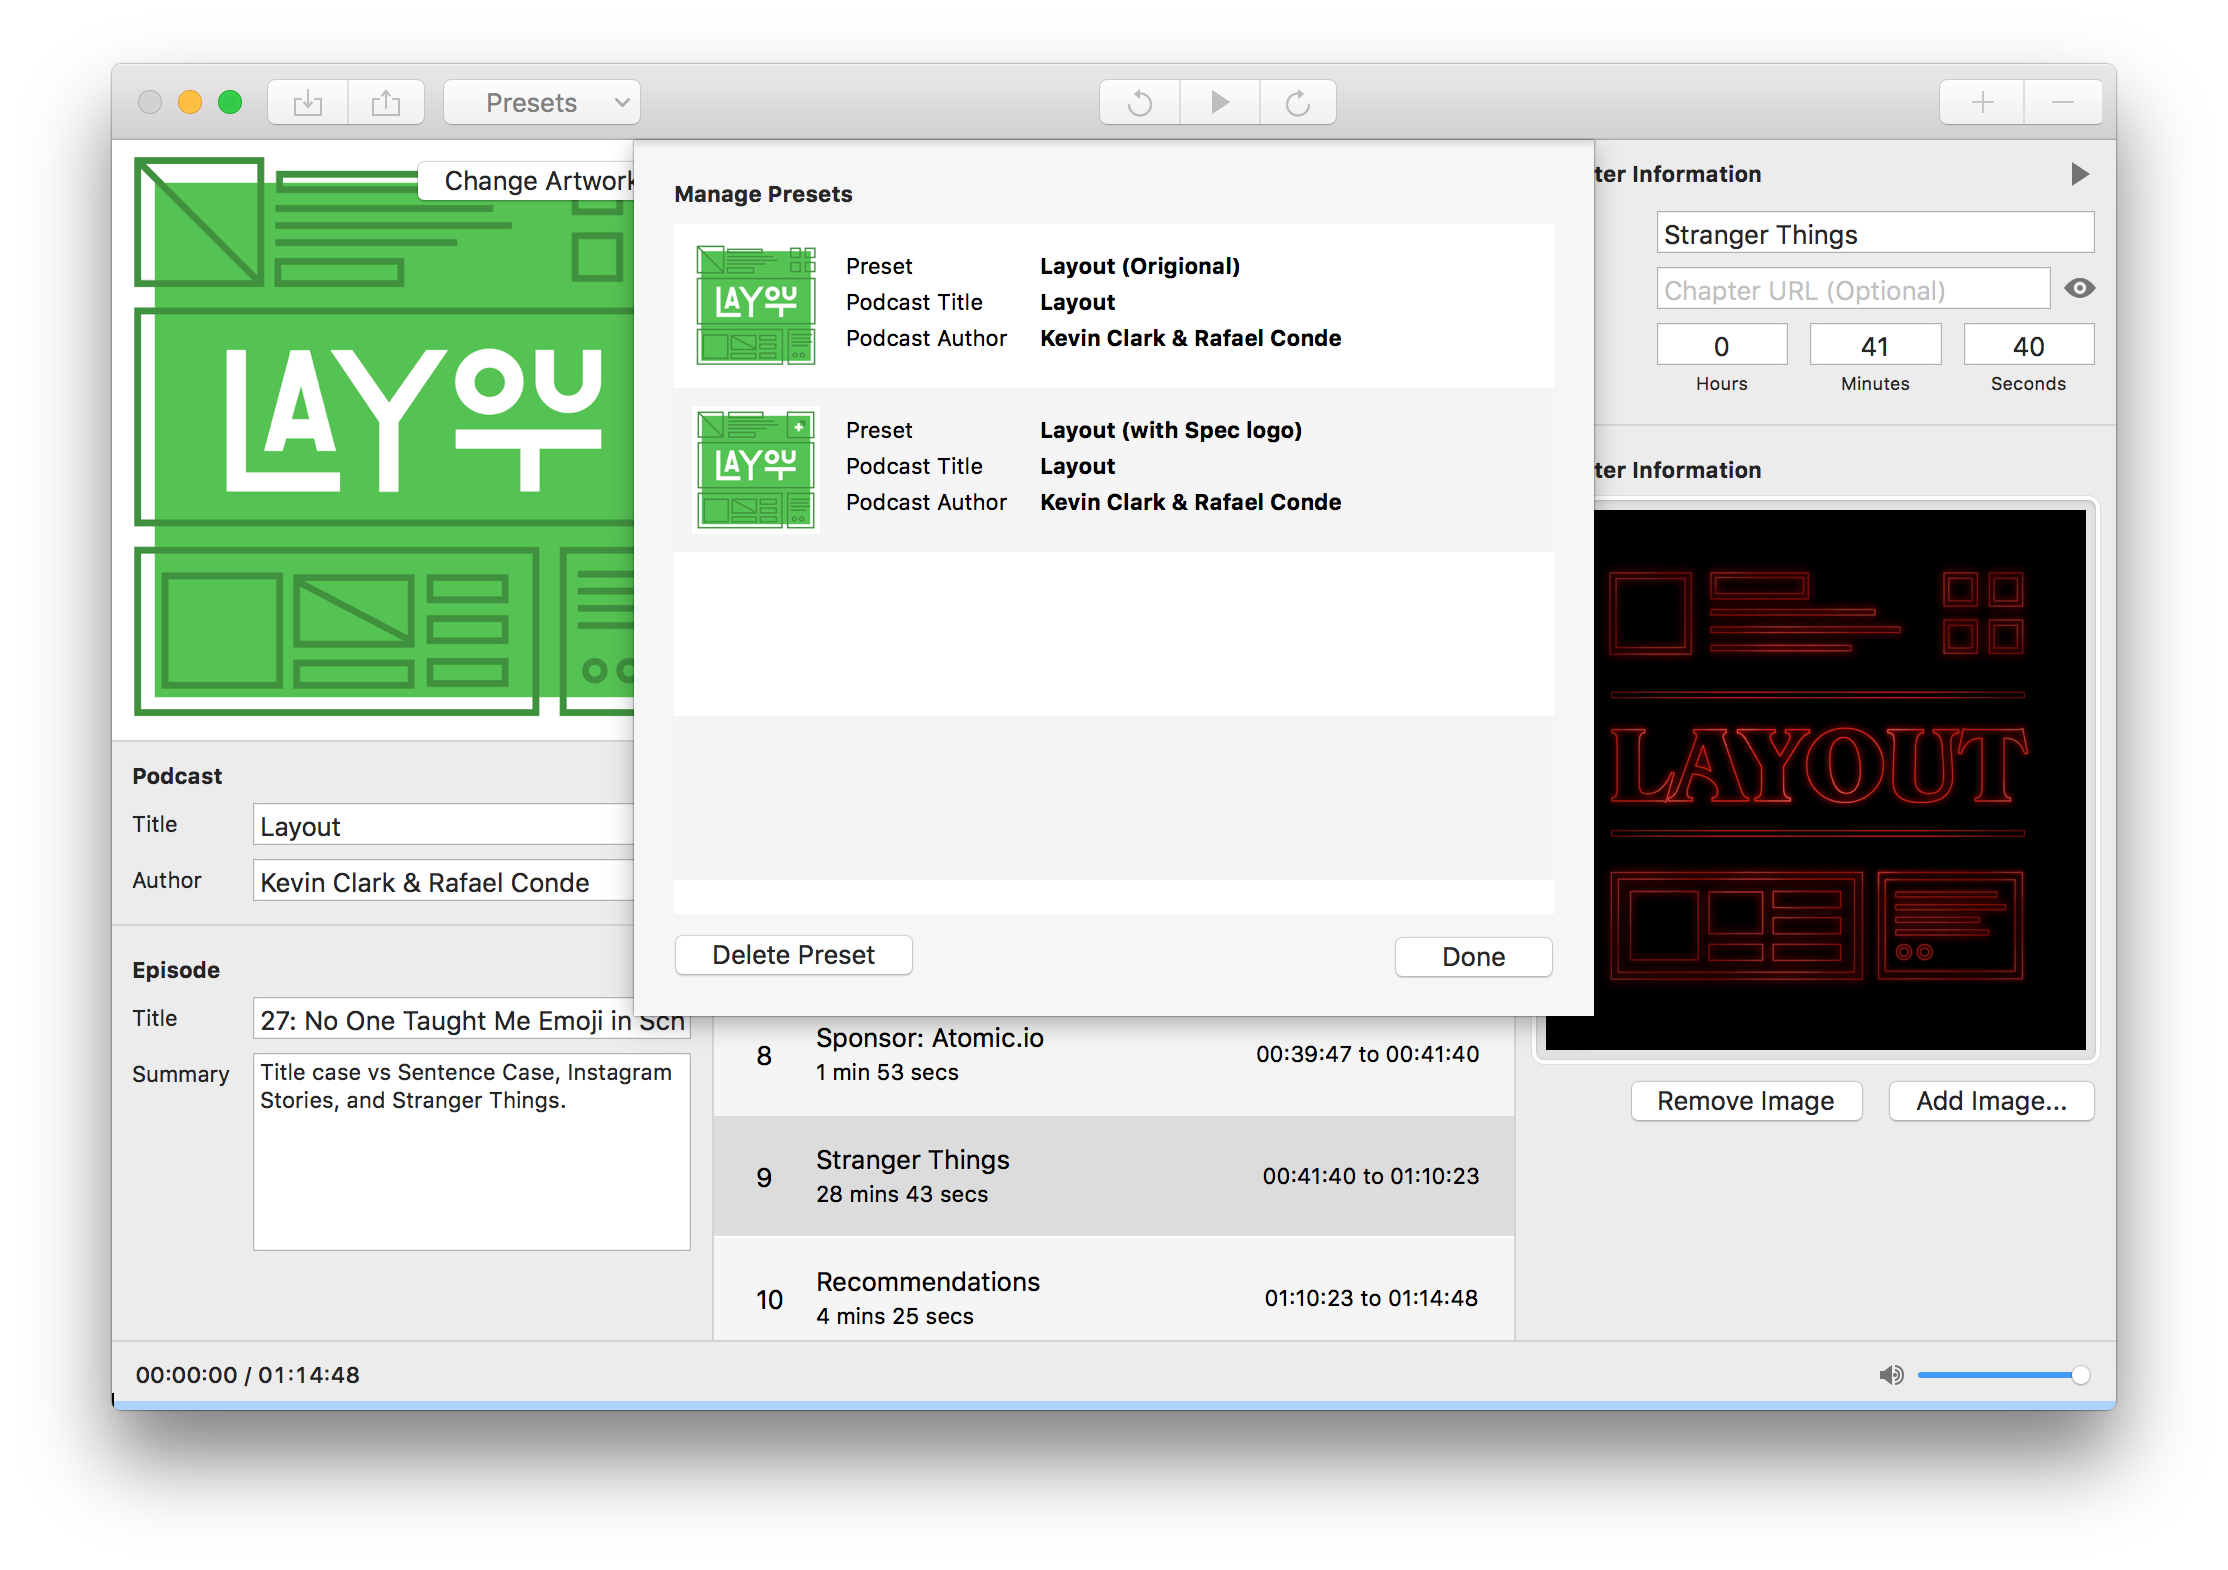 Presets
Change Artwork
LAYOUT
Podcast
Title
Layout
Author
Kevin Clark & Rafael Conde
Episode
Title
27: No One Taught Me Emoji in Sch
Summary
Title case vs Sentence Case, Instagram
Stories, and Stranger Things.
Manage Presets
LAYOUT
Preset
Layout (Origional)
Podcast Title
Layout
Podcast Author
Kevin Clark & Rafael Conde
LAYOUT
Preset
Layout (with Spec logo)
Podcast Title
Layout
Podcast Author
Kevin Clark & Rafael Conde
Delete Preset
Done
8
Sponsor: Atomic.io
1 min 53 secs
00:39:47 to 00:41:40
9
Stranger Things
28 mins 43 secs
00:41:40 to 01:10:23
10
Recommendations
4 mins 25 secs
01:10:23 to 01:14:48
ter Information
Stranger Things
Chapter URL (Optional)
0
41
40
Hours
Minutes
Seconds
ter Information
LAYOUT
Remove Image
Add Image...
00:00:00 / 01:14:48